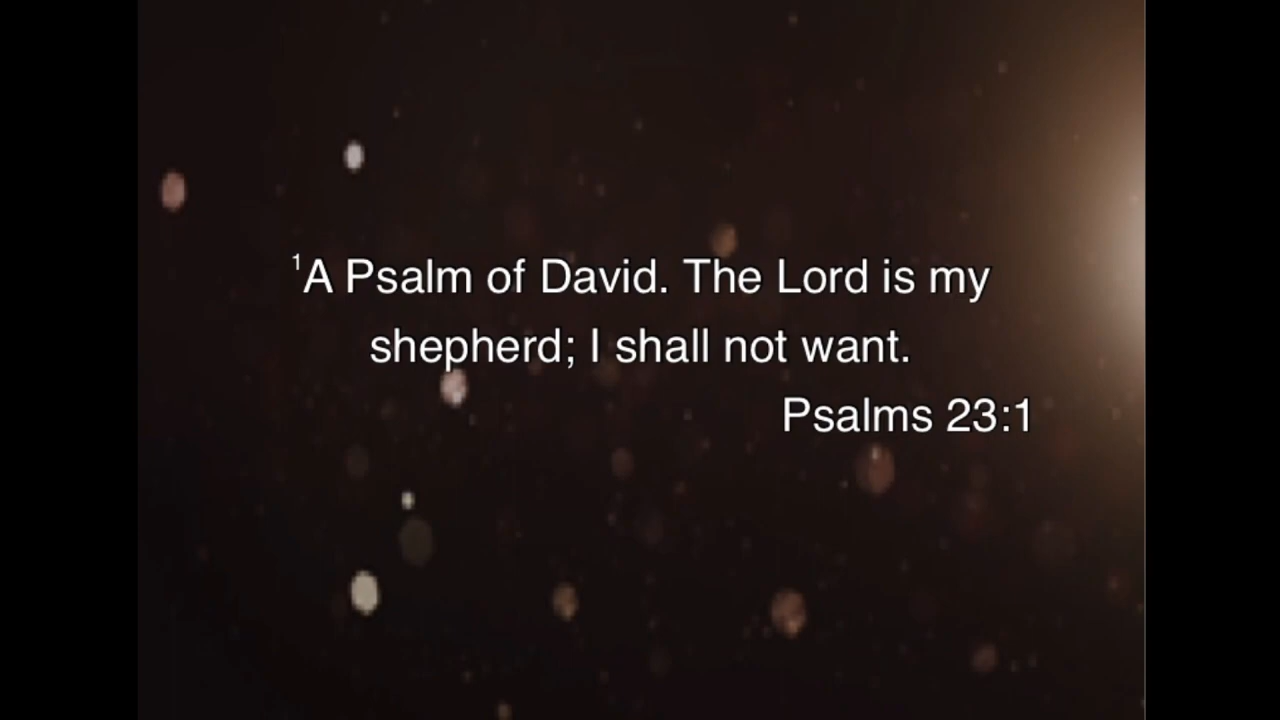 ¹A Psalm of David. The Lord is my
shepherd; I shall not want.
Psalms 23:1